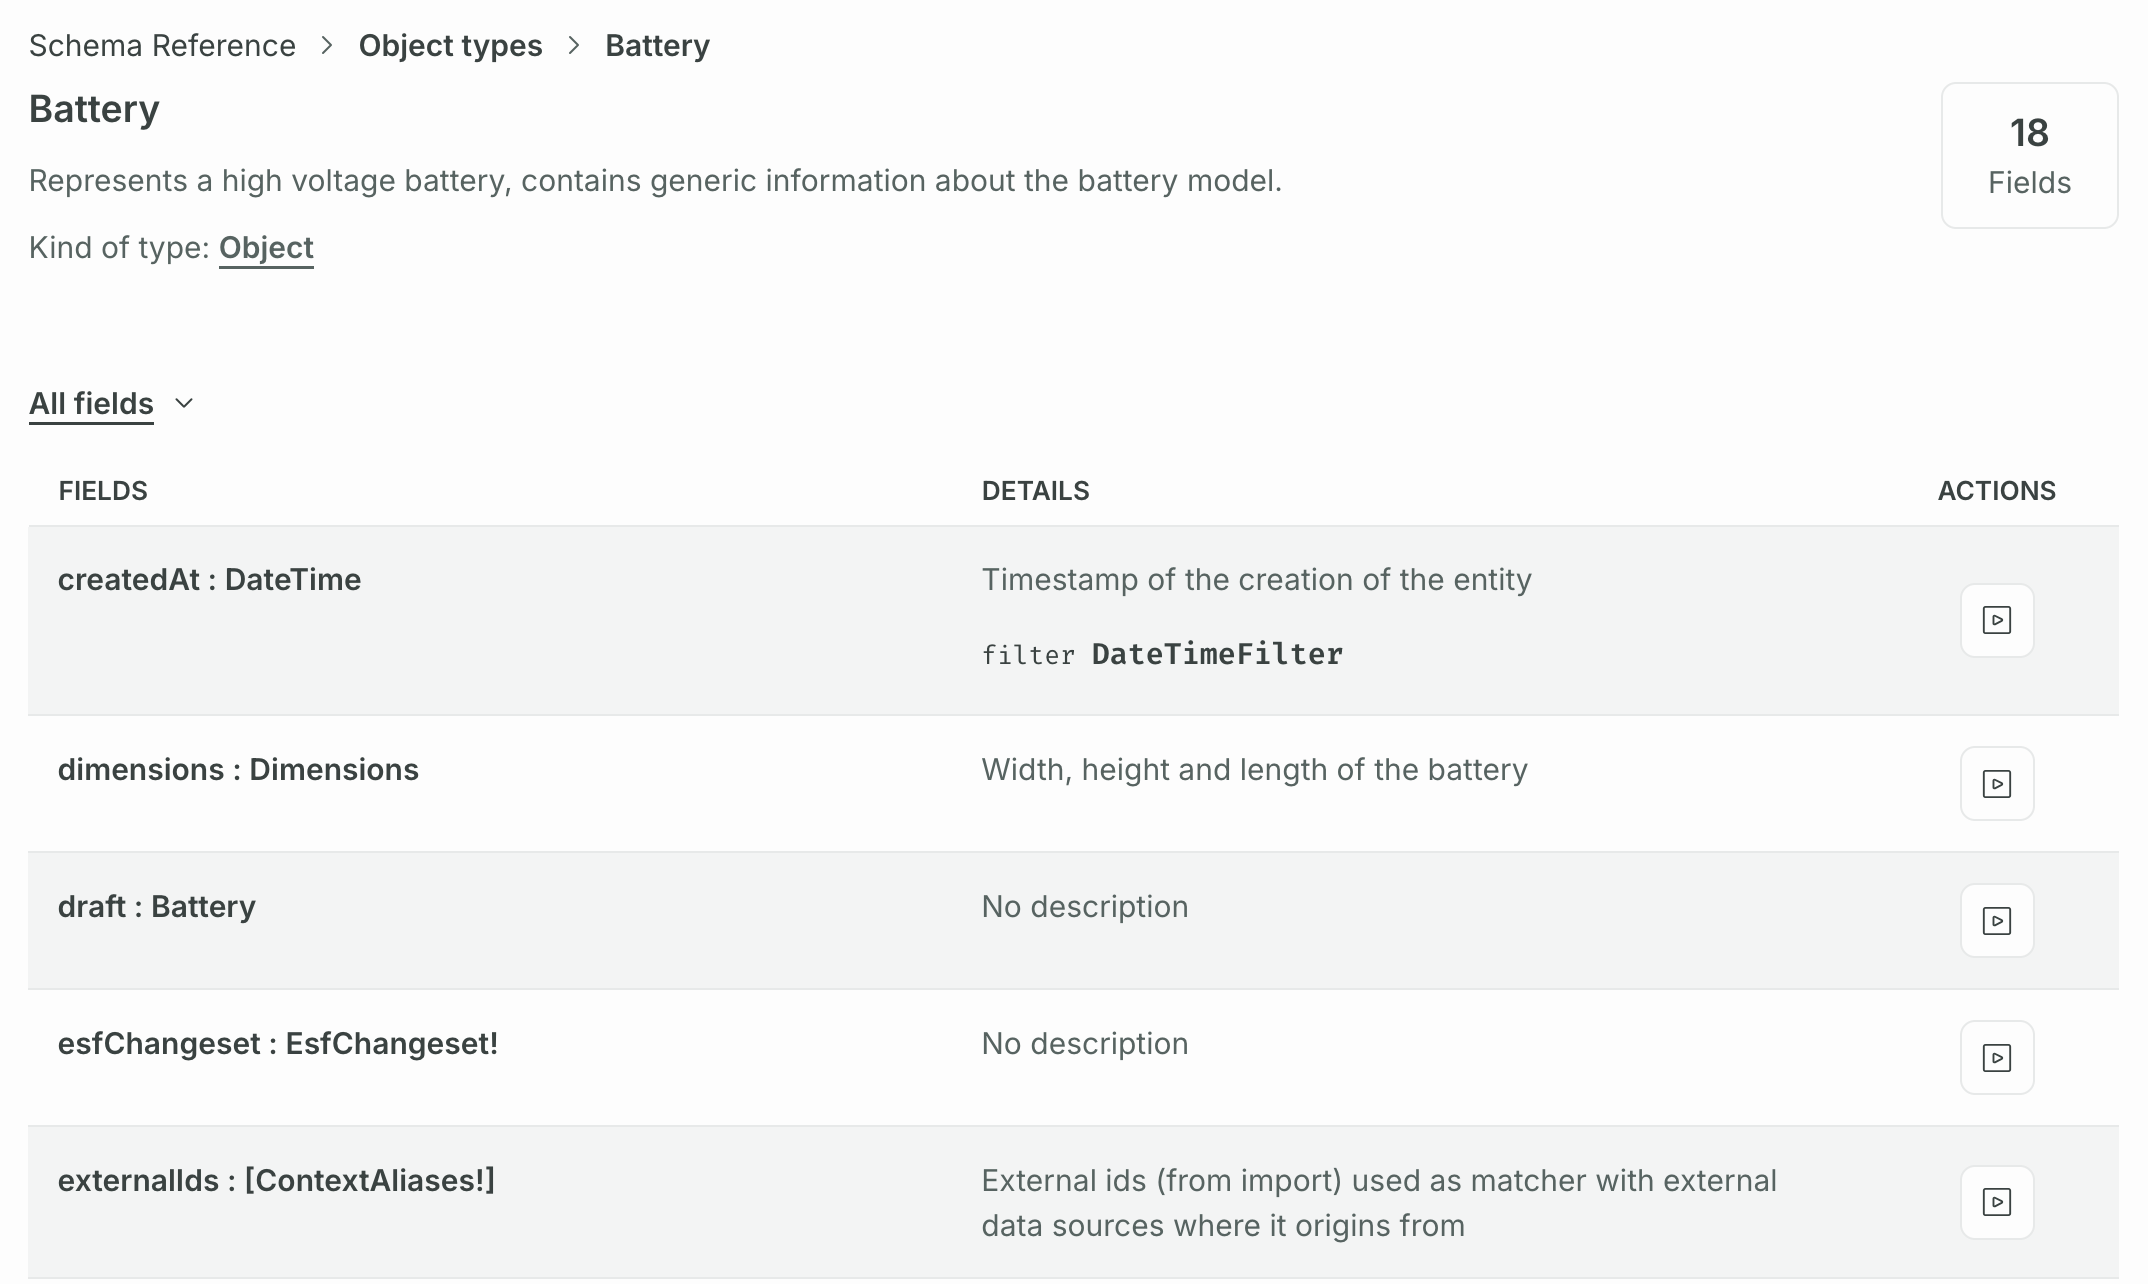 Schema Reference > Object types > Battery
Battery
18
Fields
Represents a high voltage battery, contains generic information about the battery model.
Kind of type: Object
All fields
FIELDS DETAILS ACTIONS
createdAt : DateTime Timestamp of the creation of the entity
filter DateTimeFilter
dimensions : Dimensions Width, height and length of the battery
draft : Battery No description
esfChangeset : EsfChangeset! No description
externalIds : [ContextAliases!] External ids (from import) used as matcher with external
data sources where it origins from